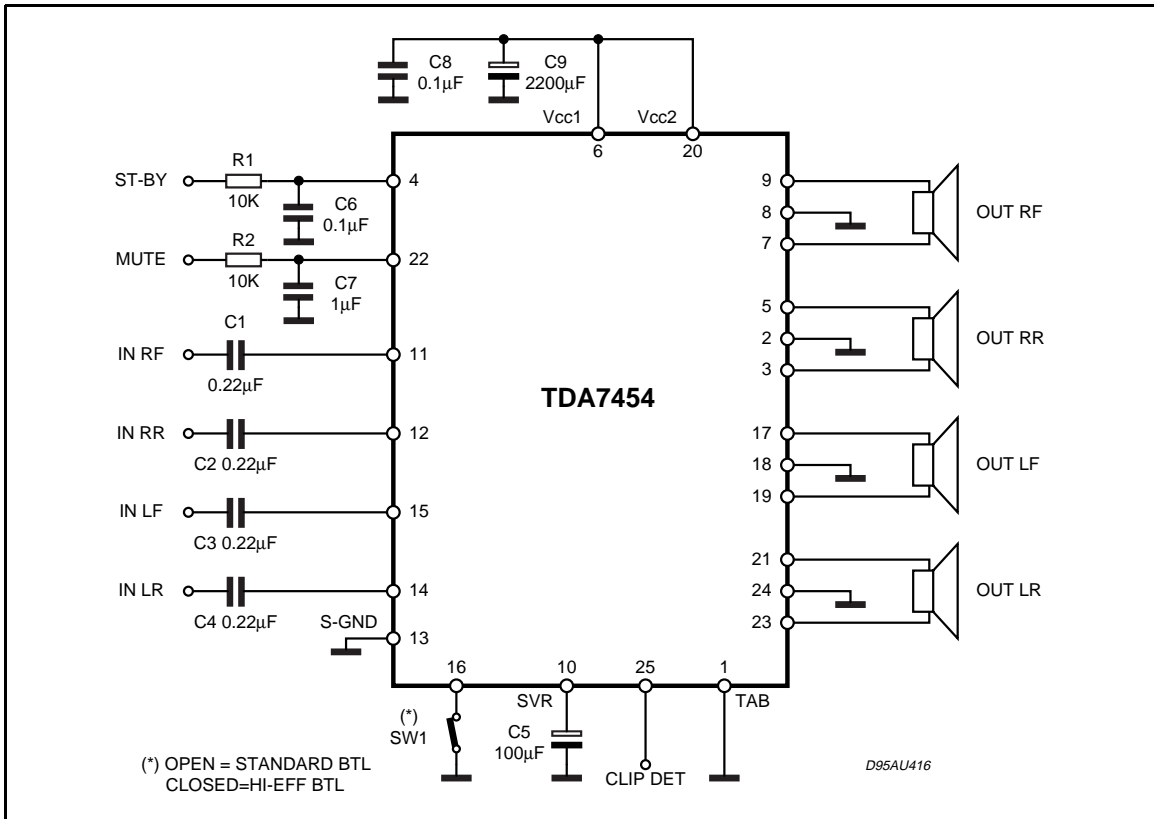 C8
0.1µF
C9
2200µF
Vcc1
Vcc2
6
20
ST-BY
R1
10K
4
C6
0.1µF
MUTE
R2
10K
22
C7
1µF
IN RF
C1
0.22µF
11
IN RR
C2 0.22µF
12
IN LF
C3 0.22µF
15
IN LR
C4 0.22µF
14
S-GND
13
TDA7454
9
8
7
OUT RF
5
2
3
OUT RR
17
18
19
OUT LF
21
24
23
OUT LR
16
(*)
SW1
10
SVR
C5
100µF
25
CLIP DET
1
TAB
(*) OPEN = STANDARD BTL
CLOSED=HI-EFF BTL
D95AU416